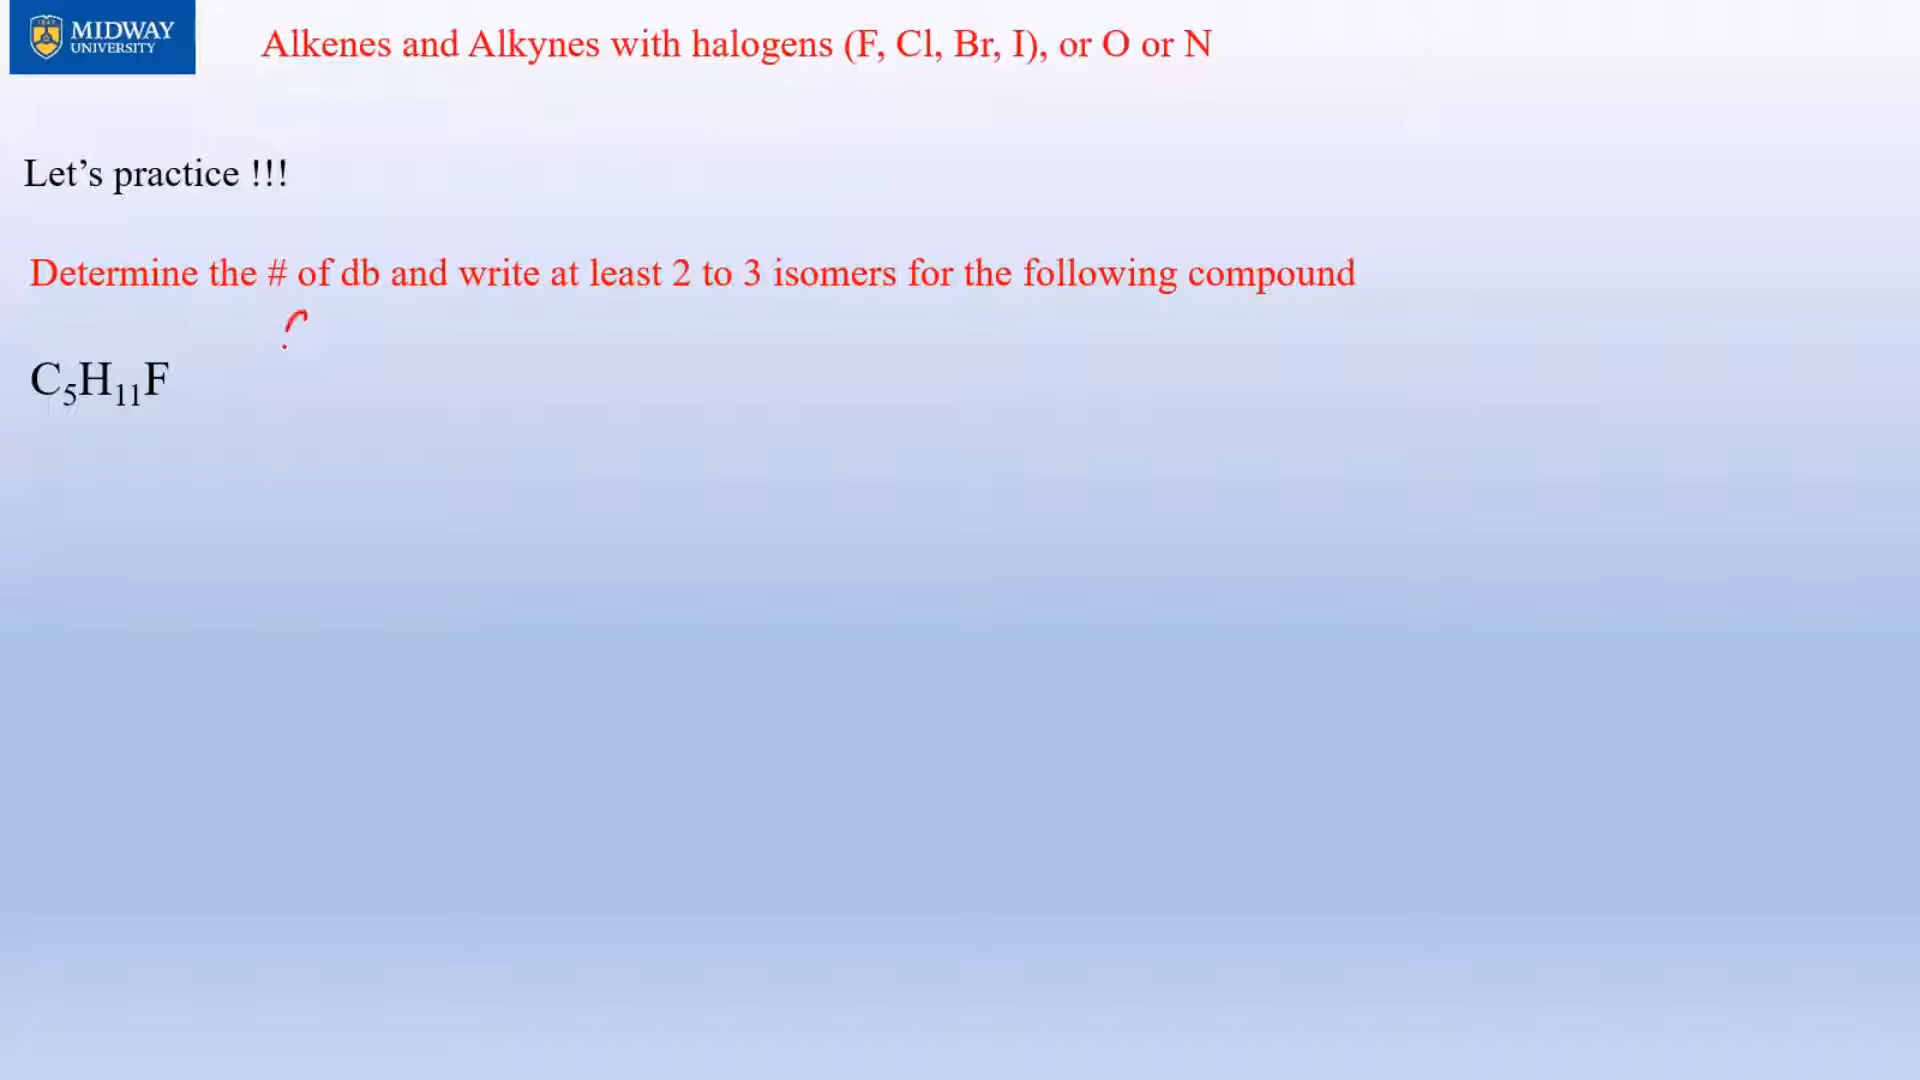 MIDWAY
UNIVERSITY
Alkenes and Alkynes with halogens (F, Cl, Br, I), or O or N
Let’s practice !!!
Determine the # of db and write at least 2 to 3 isomers for the following compound
C₅H₁₁F